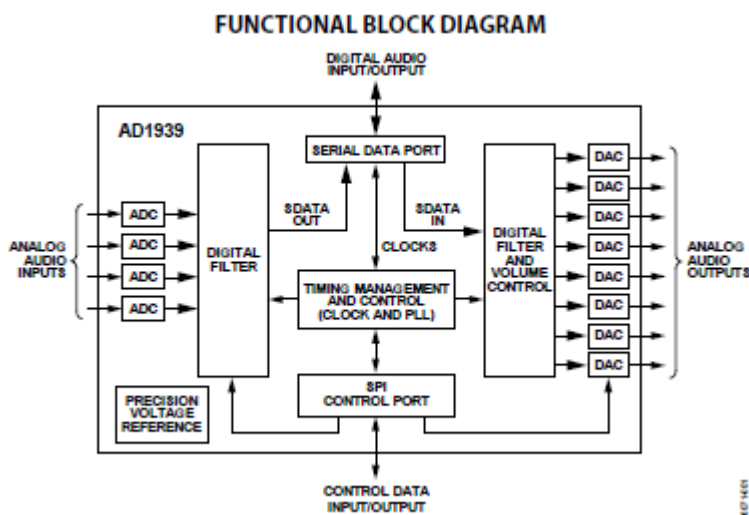 FUNCTIONAL BLOCK DIAGRAM
DIGITAL AUDIO
INPUT/OUTPUT
AD1939
SERIAL DATA PORT
ADC
ADC
ADC
ADC
ANALOG
AUDIO
INPUTS
DIGITAL
FILTER
SDATA
OUT
SDATA
IN
CLOCKS
TIMING MANAGEMENT
AND CONTROL
(CLOCK AND PLL)
DIGITAL
FILTER
AND
VOLUME
CONTROL
DAC
DAC
DAC
DAC
DAC
DAC
DAC
DAC
ANALOG
AUDIO
OUTPUTS
PRECISION
VOLTAGE
REFERENCE
SPI
CONTROL PORT
CONTROL DATA
INPUT/OUTPUT